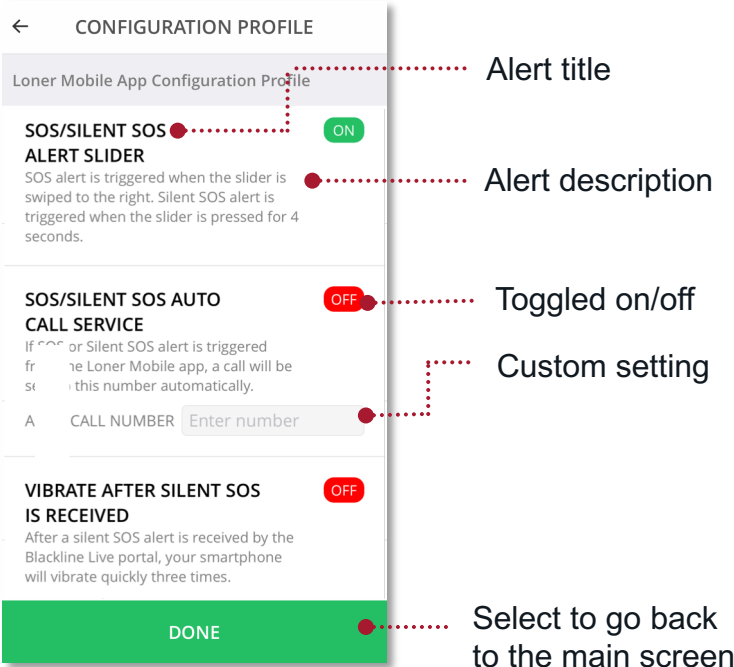 CONFIGURATION PROFILE
Loner Mobile App Configuration Profile
Alert title
SOS/SILENT SOS
ON
ALERT SLIDER
SOS alert is triggered when the slider is
swiped to the right. Silent SOS alert is
triggered when the slider is pressed for 4
seconds.
Alert description
SOS/SILENT SOS AUTO
OFF
CALL SERVICE
Toggled on/off
If or Silent SOS alert is triggered
Loner Mobile app, a call will be
this number automatically.
Custom setting
CALL NUMBER
Enter number
VIBRATE AFTER SILENT SOS
OFF
IS RECEIVED
After a silent SOS alert is received by the
Blackline Live portal, your smartphone
will vibrate quickly three times.
DONE
Select to go back
to the main screen